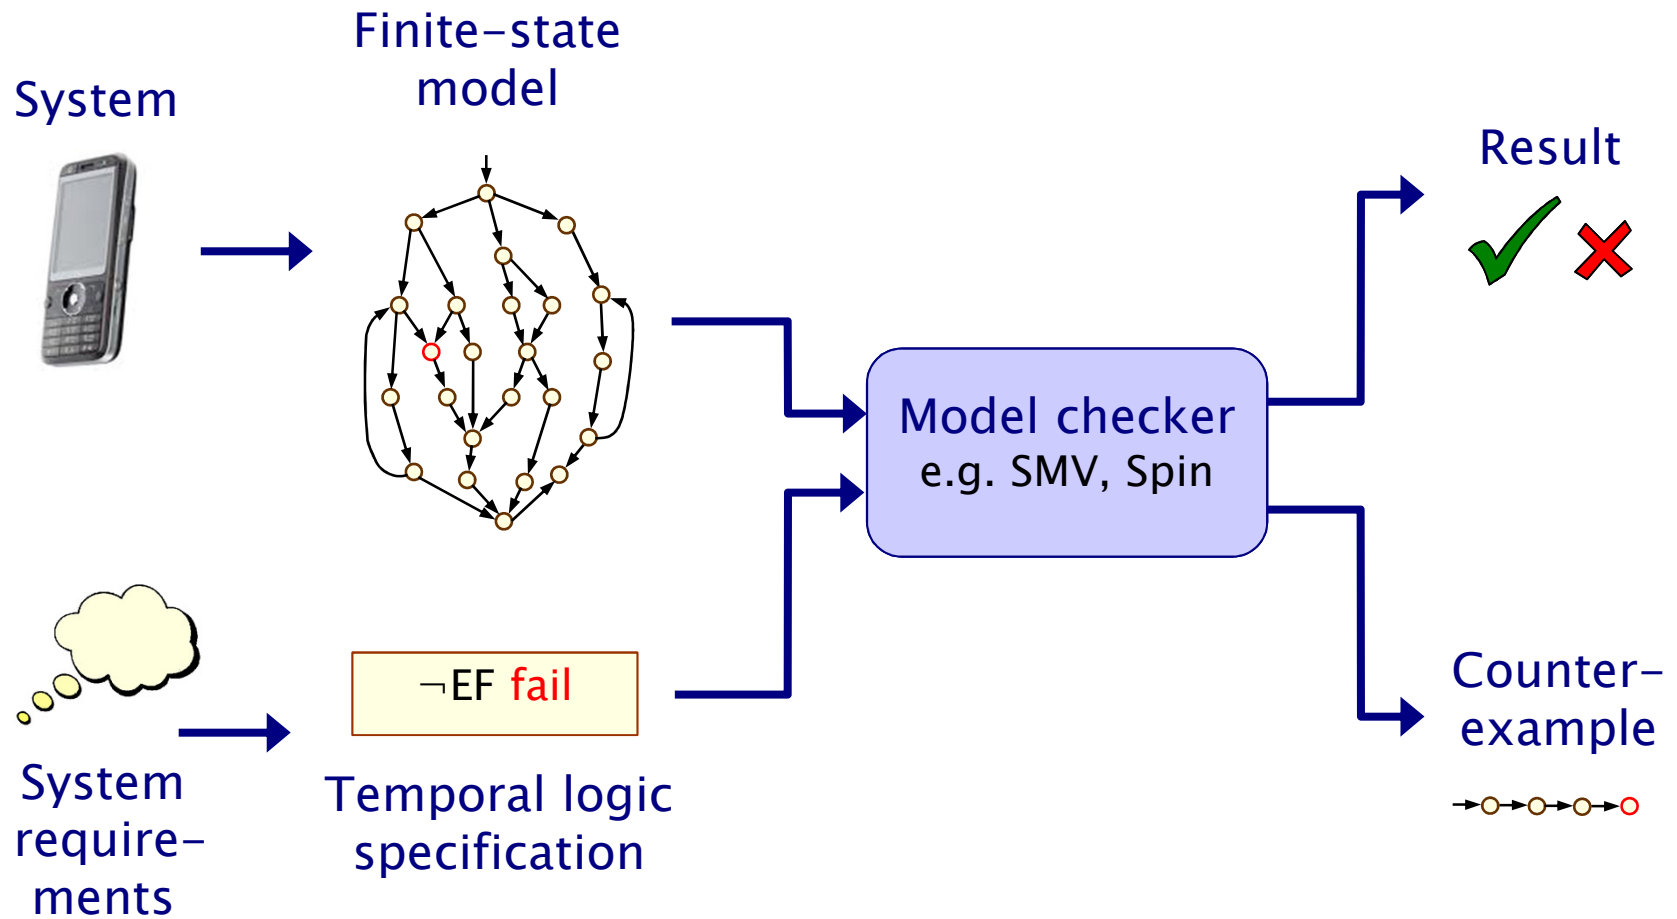 Finite-state
model
System
Result
Model checker
e.g. SMV, Spin
¬EF fail
Counter-
example
System
require-
ments
Temporal logic
specification